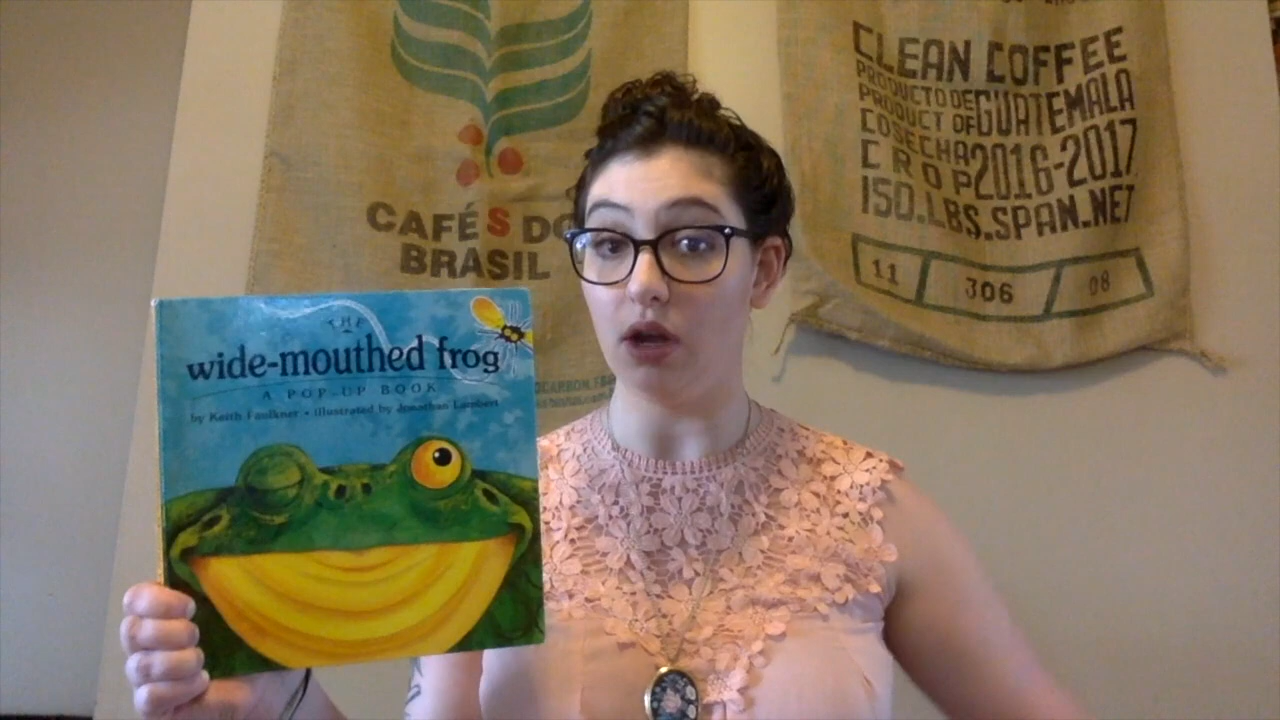 CAFÉS DO
BRASIL
CLEAN COFFEE
PRODUCTO DE
PRODUCT OF
GUATEMALA
COSECHA
CROP
2016-2017
150.LBS.SPAN.NET
11 306 08
THE
wide-mouthed frog
A POP-UP BOOK
by Keith Faulkner • illustrated by Jonathan Lambert